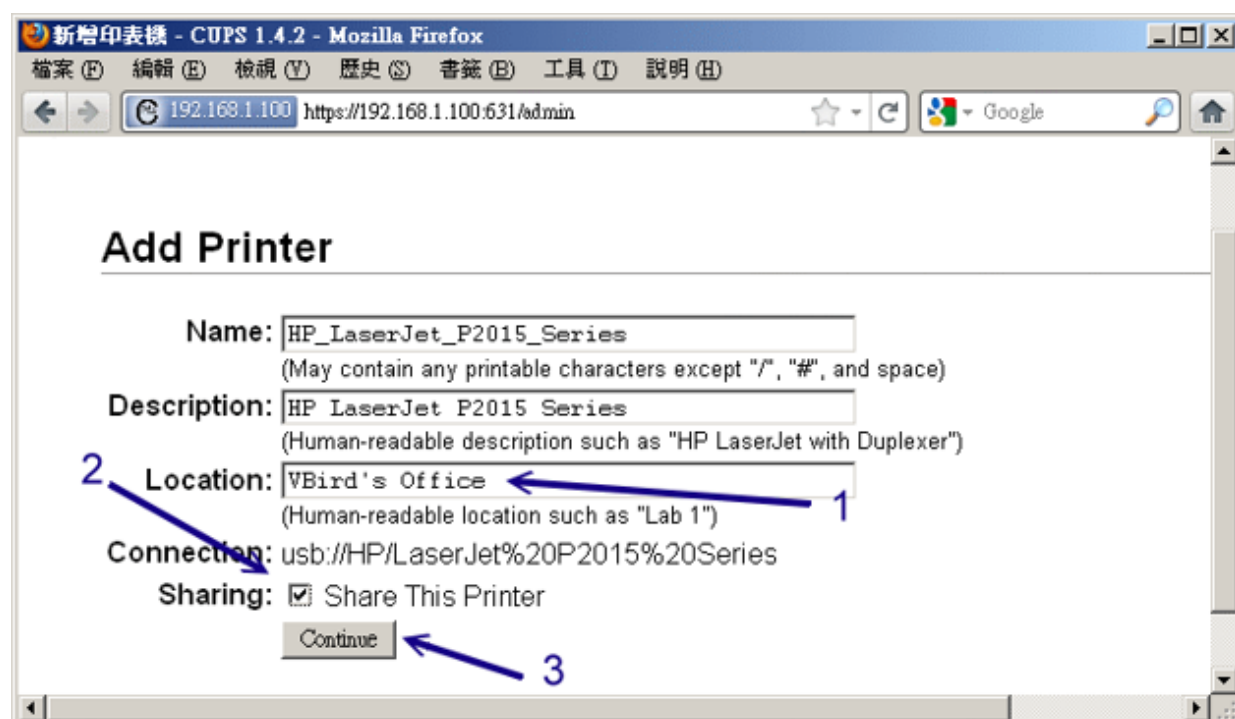 新增印表機 - CUPS 1.4.2 - Mozilla Firefox
檔案(F) 編輯(E) 檢視(V) 歷史(S) 書籤(B) 工具(T) 說明(H)
192.168.1.100 https://192.168.1.100:631/admin Google
Add Printer
Name: HP_LaserJet_P2015_Series
(May contain any printable characters except "/", "#", and space)
Description: HP LaserJet P2015 Series
(Human-readable description such as "HP LaserJet with Duplexer")
2
Location: VBird's Office
1
(Human-readable location such as "Lab 1")
Connection: usb://HP/LaserJet%20P2015%20Series
Sharing: Share This Printer
Continue
3